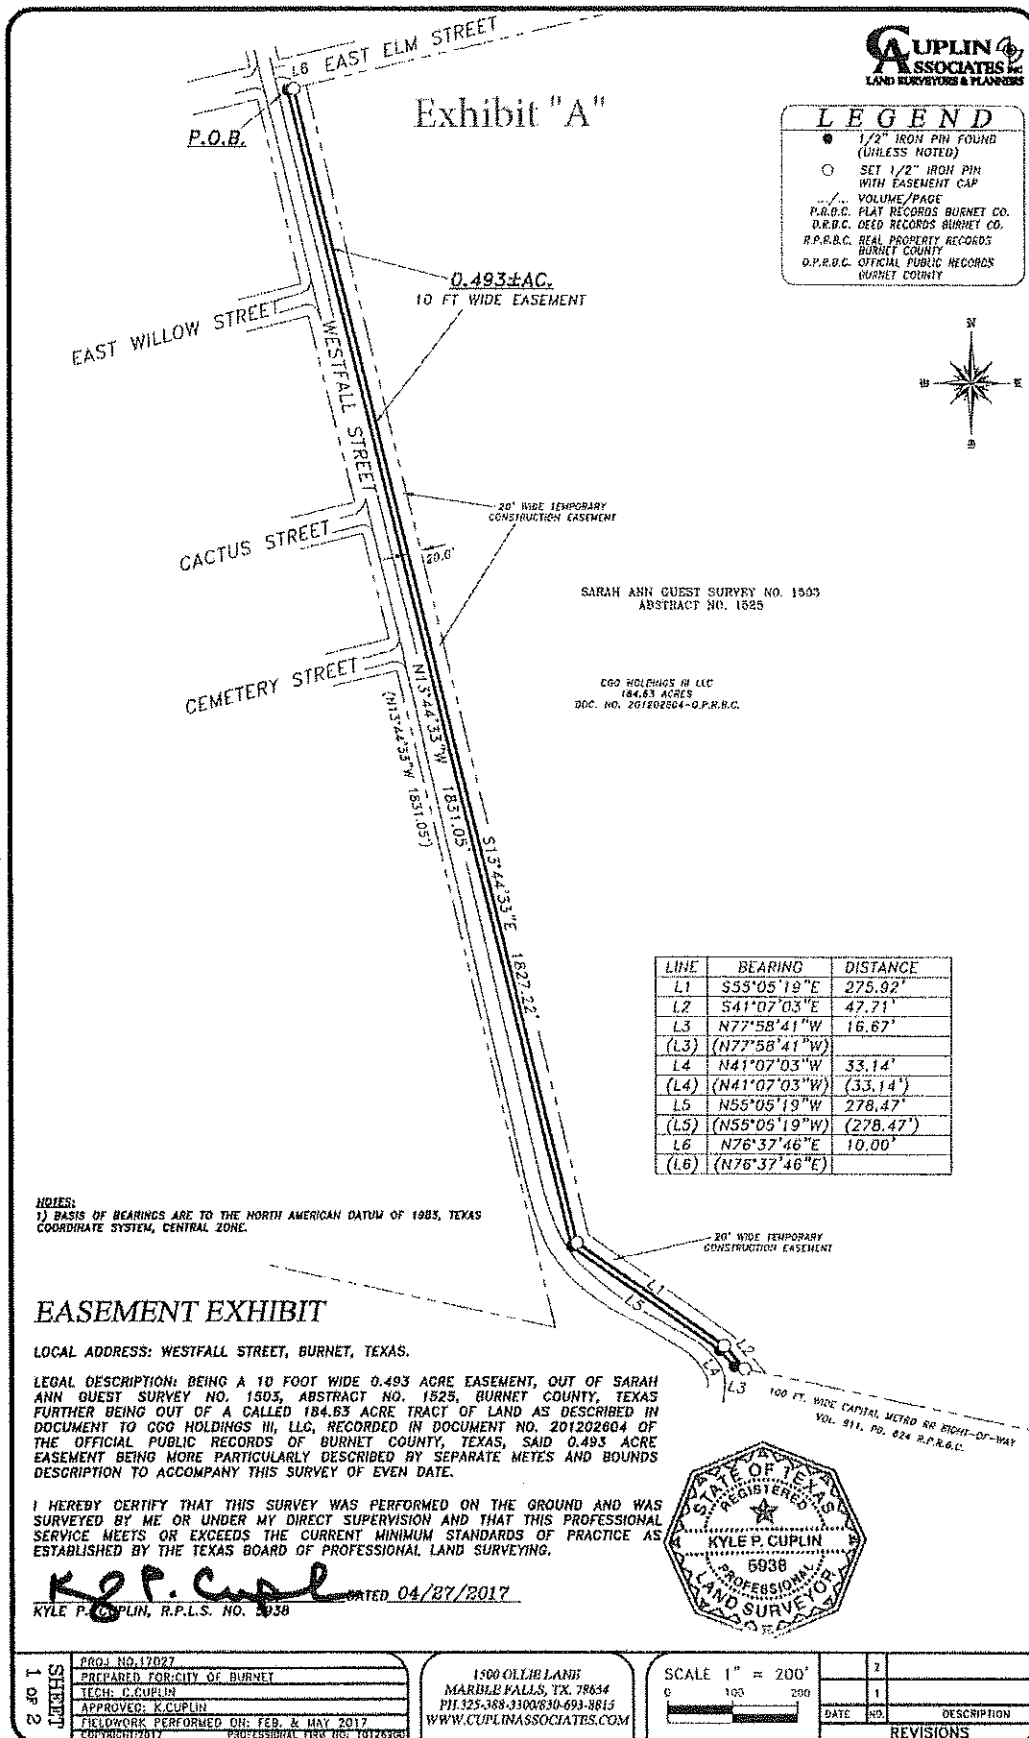 EAST ELM STREET
L6
P.O.B.
Exhibit "A"
CUPLIN
ASSOCIATES INC
LAND SURVEYORS & PLANNERS
LEGEND
1/2" IRON PIN FOUND
(UNLESS NOTED)
SET 1/2" IRON PIN
WITH EASEMENT CAP
.../... VOLUME/PAGE
P.R.B.C. PLAT RECORDS BURNET CO.
D.R.B.C. DEED RECORDS BURNET CO.
R.P.R.B.C. REAL PROPERTY RECORDS
BURNET COUNTY
O.P.R.B.C. OFFICIAL PUBLIC RECORDS
BURNET COUNTY
0.493±AC.
10 FT WIDE EASEMENT
EAST WILLOW STREET
WESTFALL STREET
N
E
S
20' WIDE TEMPORARY
CONSTRUCTION EASEMENT
CACTUS STREET
20.0'
SARAH ANN GUEST SURVEY NO. 1503
ABSTRACT NO. 1525
CEMETERY STREET
GGG HOLDINGS III LLC
184.63 ACRES
DOC. NO. 201202604-O.P.R.B.C.
N13°44'33"W 1831.05'
(N13°44'33"W 1831.05')
S13°44'33"E 1827.22'
LINE BEARING DISTANCE
L1 S55°05'19"E 275.92'
L2 S41°07'03"E 47.71'
L3 N77°58'41"W 16.67'
(L3) (N77°58'41"W)
L4 N41°07'03"W 33.14'
(L4) (N41°07'03"W) (33.14')
L5 N55°05'19"W 278.47'
(L5) (N55°05'19"W) (278.47')
L6 N76°37'46"E 10.00'
(L6) (N76°37'46"E)
NOTES:
1) BASIS OF BEARINGS ARE TO THE NORTH AMERICAN DATUM OF 1983, TEXAS
COORDINATE SYSTEM, CENTRAL ZONE.
20' WIDE TEMPORARY
CONSTRUCTION EASEMENT
L1
L5
L2
L4
L3
100 FT. WIDE CAPITAL METRO RR RIGHT-OF-WAY
VOL. 911, PG. 624 R.P.R.B.C.
EASEMENT EXHIBIT
LOCAL ADDRESS: WESTFALL STREET, BURNET, TEXAS.
LEGAL DESCRIPTION: BEING A 10 FOOT WIDE 0.493 ACRE EASEMENT, OUT OF SARAH
ANN GUEST SURVEY NO. 1503, ABSTRACT NO. 1525, BURNET COUNTY, TEXAS
FURTHER BEING OUT OF A CALLED 184.63 ACRE TRACT OF LAND AS DESCRIBED IN
DOCUMENT TO GGG HOLDINGS III, LLC, RECORDED IN DOCUMENT NO. 201202604 OF
THE OFFICIAL PUBLIC RECORDS OF BURNET COUNTY, TEXAS, SAID 0.493 ACRE
EASEMENT BEING MORE PARTICULARLY DESCRIBED BY SEPARATE METES AND BOUNDS
DESCRIPTION TO ACCOMPANY THIS SURVEY OF EVEN DATE.
I HEREBY CERTIFY THAT THIS SURVEY WAS PERFORMED ON THE GROUND AND WAS
SURVEYED BY ME OR UNDER MY DIRECT SUPERVISION AND THAT THIS PROFESSIONAL
SERVICE MEETS OR EXCEEDS THE CURRENT MINIMUM STANDARDS OF PRACTICE AS
ESTABLISHED BY THE TEXAS BOARD OF PROFESSIONAL LAND SURVEYING.
DATED 04/27/2017
KYLE P. CUPLIN, R.P.L.S. NO. 5938
STATE OF TEXAS
REGISTERED
KYLE P. CUPLIN
5938
PROFESSIONAL
LAND SURVEYOR
SHEET
1 OF 2
PROJ NO.17027
PREPARED FOR:CITY OF BURNET
TECH: C.CUPLIN
APPROVED: K.CUPLIN
FIELDWORK PERFORMED ON: FEB. & MAY 2017
COPYRIGHT:2017 PROFESSIONAL FIRM NO.
1500 OLLIE LANE
MARBLE FALLS, TX. 78654
PH.325-388-3300/830-693-8815
WWW.CUPLINASSOCIATES.COM
SCALE 1" = 200'
0 100 200
2
1
DATE NO. DESCRIPTION
REVISIONS